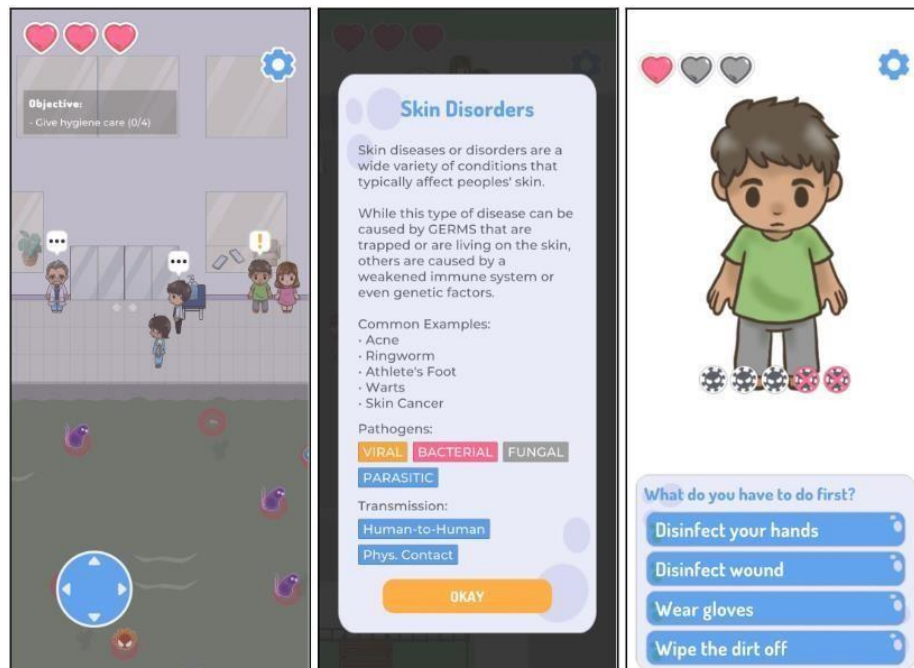 Objective:
- Give hygiene care (0/4)
Skin Disorders
Skin diseases or disorders are a
wide variety of conditions that
typically affect peoples' skin.
While this type of disease can be
caused by GERMS that are
trapped or are living on the skin,
others are caused by a
weakened immune system or
even genetic factors.
Common Examples:
· Acne
· Ringworm
· Athlete's Foot
· Warts
· Skin Cancer
Pathogens:
VIRAL BACTERIAL FUNGAL
PARASITIC
Transmission:
Human-to-Human
Phys. Contact
OKAY
What do you have to do first?
Disinfect your hands
Disinfect wound
Wear gloves
Wipe the dirt off